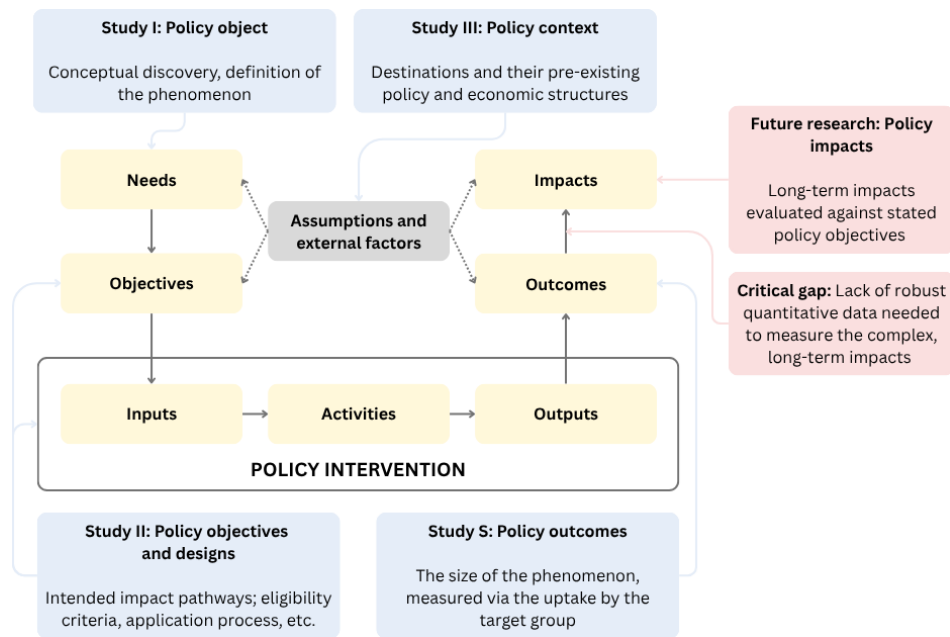 Study I: Policy object
Conceptual discovery, definition of
the phenomenon
Study III: Policy context
Destinations and their pre-existing
policy and economic structures
Future research: Policy
impacts
Long-term impacts
evaluated against stated
policy objectives
Needs
Assumptions and
external factors
Impacts
Objectives
Outcomes
Critical gap: Lack of robust
quantitative data needed
to measure the complex,
long-term impacts
Inputs
Activities
Outputs
POLICY INTERVENTION
Study II: Policy objectives
and designs
Intended impact pathways; eligibility
criteria, application process, etc.
Study S: Policy outcomes
The size of the phenomenon,
measured via the uptake by the
target group